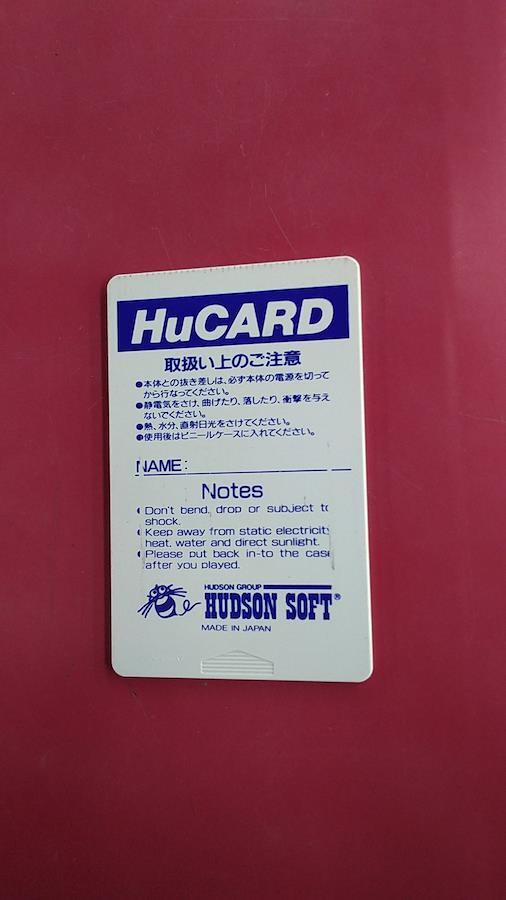 HuCARD
取扱い上のご注意
●本体との抜き差しは、必ず本体の電源を切って
から行なってください。
●静電気をさけ、曲げたり、落したり、衝撃を与え
ないでください。
●熱、水分、直射日光をさけてください。
●使用後はビニールケースに入れてください。
NAME:
Notes
● Don't bend, drop or subject to
shock.
● Keep away from static electricity
heat, water and direct sunlight.
● Please put back in-to the case
after you played.
HUDSON GROUP
HUDSON SOFT®
MADE IN JAPAN